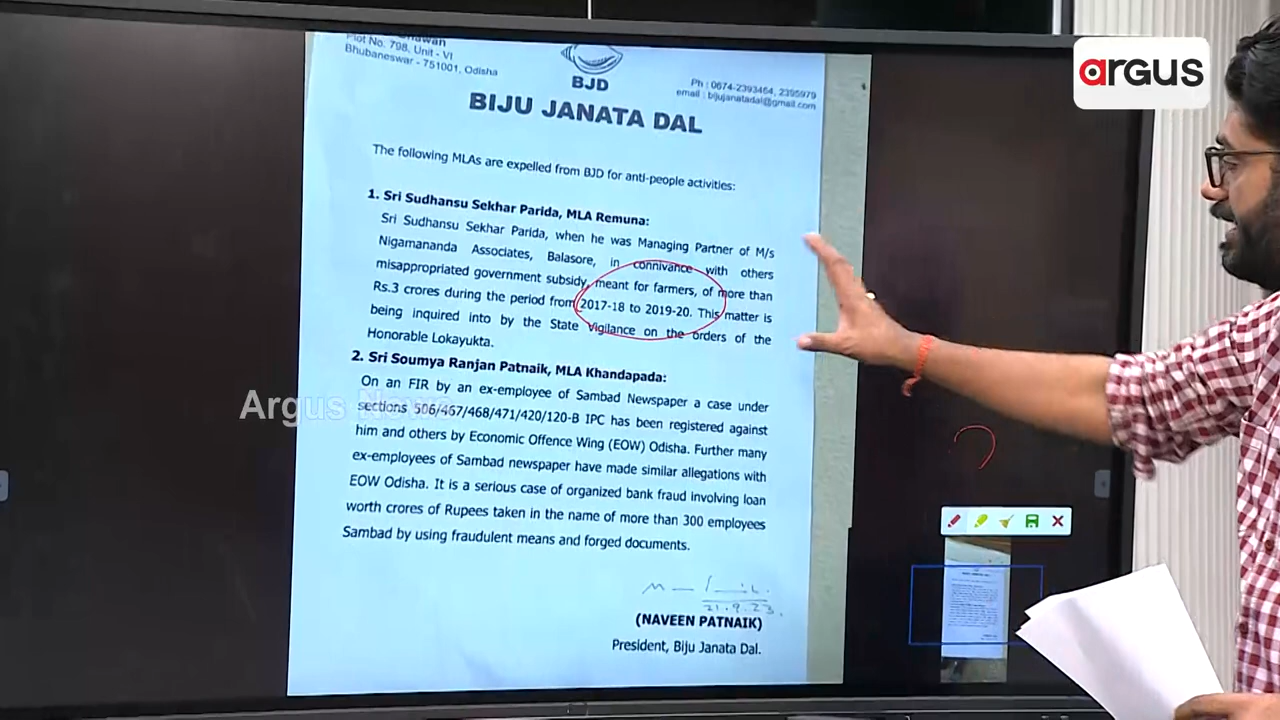 argus
Plot No. 798, Unit - VI
Bhubaneswar - 751001, Odisha
BJD
Ph : 0674-2393464, 2395979
email : bijujanatadal@gmail.com
BIJU JANATA DAL
The following MLAs are expelled from BJD for anti-people activities:
1. Sri Sudhansu Sekhar Parida, MLA Remuna:
Sri Sudhansu Sekhar Parida, when he was Managing Partner of M/s
Nigamananda Associates, Balasore, in connivance with others
misappropriated government subsidy, meant for farmers, of more than
Rs.3 crores during the period from 2017-18 to 2019-20. This matter is
being inquired into by the State Vigilance on the orders of the
Honorable Lokayukta.
2. Sri Soumya Ranjan Patnaik, MLA Khandapada:
On an FIR by an ex-employee of Sambad Newspaper a case under
sections 506/467/468/471/420/120-B IPC has been registered against
him and others by Economic Offence Wing (EOW) Odisha. Further many
ex-employees of Sambad newspaper have made similar allegations with
EOW Odisha. It is a serious case of organized bank fraud involving loan
worth crores of Rupees taken in the name of more than 300 employees
Sambad by using fraudulent means and forged documents.
Argus News
21.9.23.
(NAVEEN PATNAIK)
President, Biju Janata Dal.